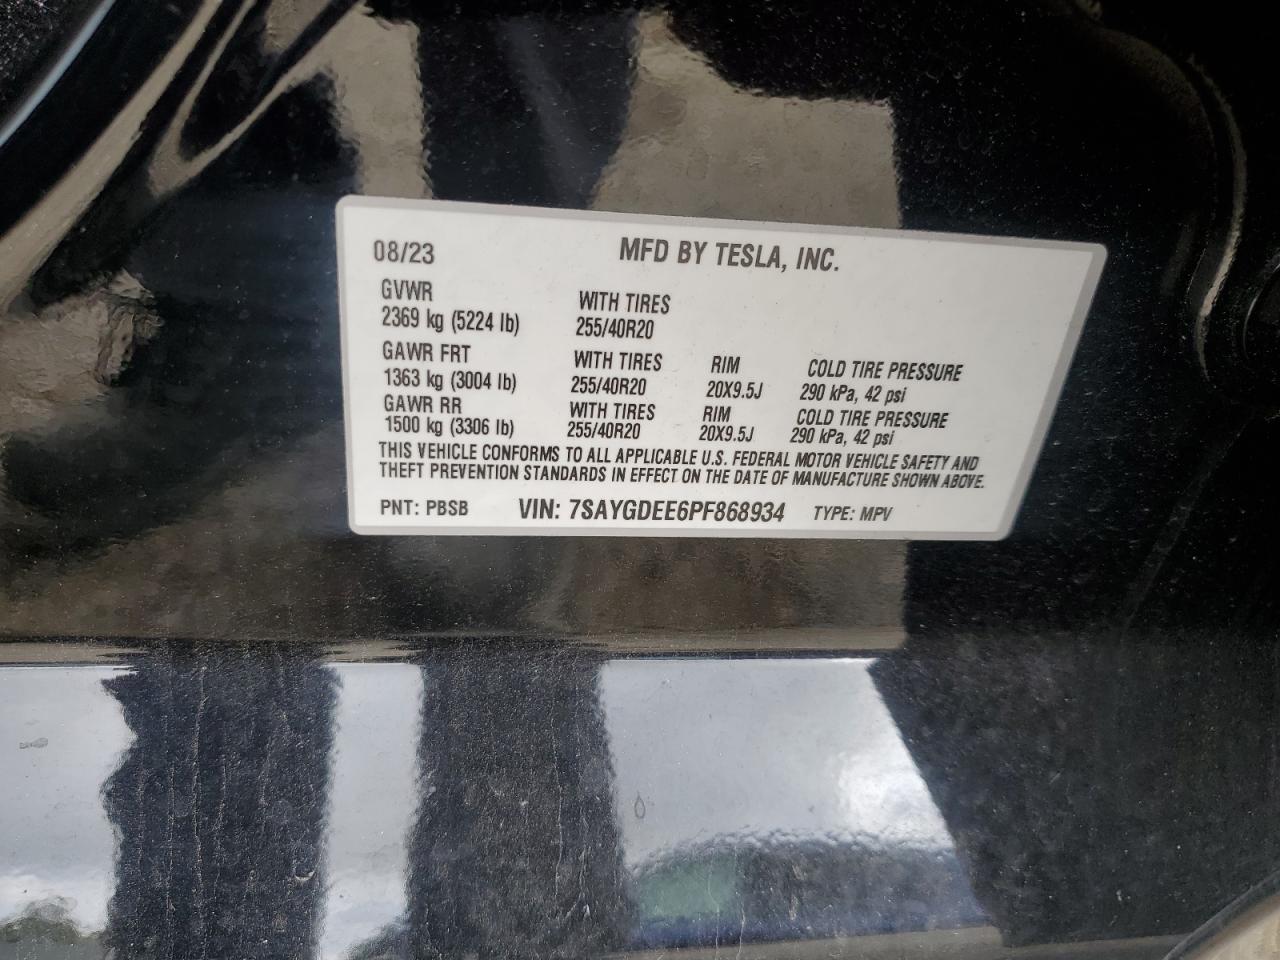 08/23 MFD BY TESLA, INC.
GVWR WITH TIRES
2369 kg (5224 lb) 255/40R20
GAWR FRT WITH TIRES RIM COLD TIRE PRESSURE
1363 kg (3004 lb) 255/40R20 20X9.5J 290 kPa, 42 psi
GAWR RR WITH TIRES RIM COLD TIRE PRESSURE
1500 kg (3306 lb) 255/40R20 20X9.5J 290 kPa, 42 psi
THIS VEHICLE CONFORMS TO ALL APPLICABLE U.S. FEDERAL MOTOR VEHICLE SAFETY AND
THEFT PREVENTION STANDARDS IN EFFECT ON THE DATE OF MANUFACTURE SHOWN ABOVE.
PNT: PBSB VIN: 7SAYGDEE6PF868934 TYPE: MPV